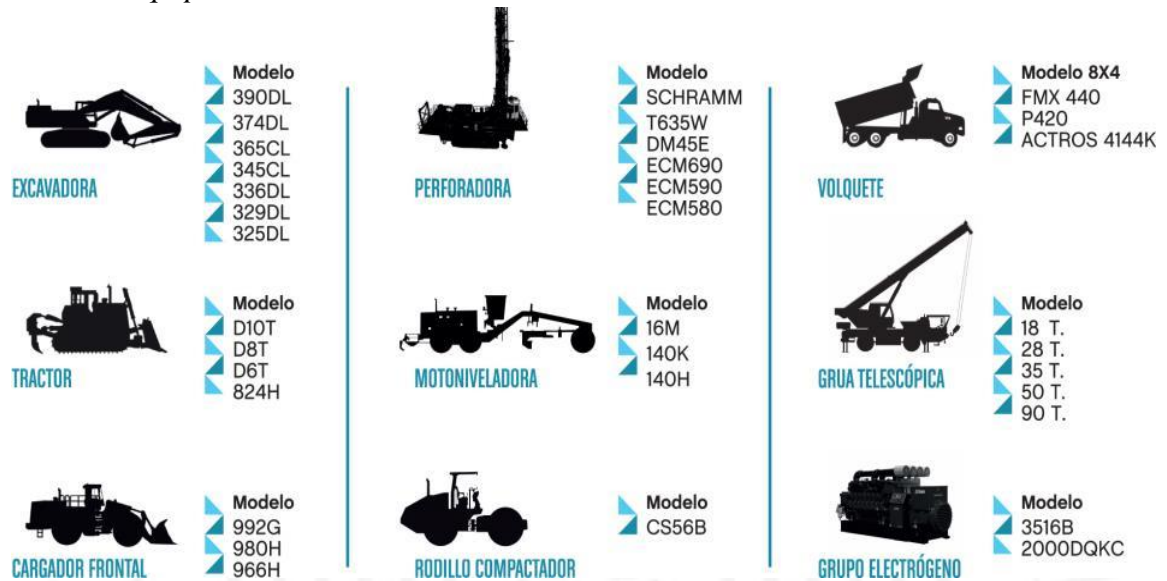 EXCAVADORA
Modelo
390DL
374DL
365CL
345CL
336DL
329DL
325DL
PERFORADORA
Modelo
SCHRAMM
T635W
DM45E
ECM690
ECM590
ECM580
VOLQUETE
Modelo 8X4
FMX 440
P420
ACTROS 4144K
TRACTOR
Modelo
D10T
D8T
D6T
824H
MOTONIVELADORA
Modelo
16M
140K
140H
GRUA TELESCÓPICA
Modelo
18 T.
28 T.
35 T.
50 T.
90 T.
CARGADOR FRONTAL
Modelo
992G
980H
966H
RODILLO COMPACTADOR
Modelo
CS56B
GRUPO ELECTRÓGENO
Modelo
3516B
2000DQKC